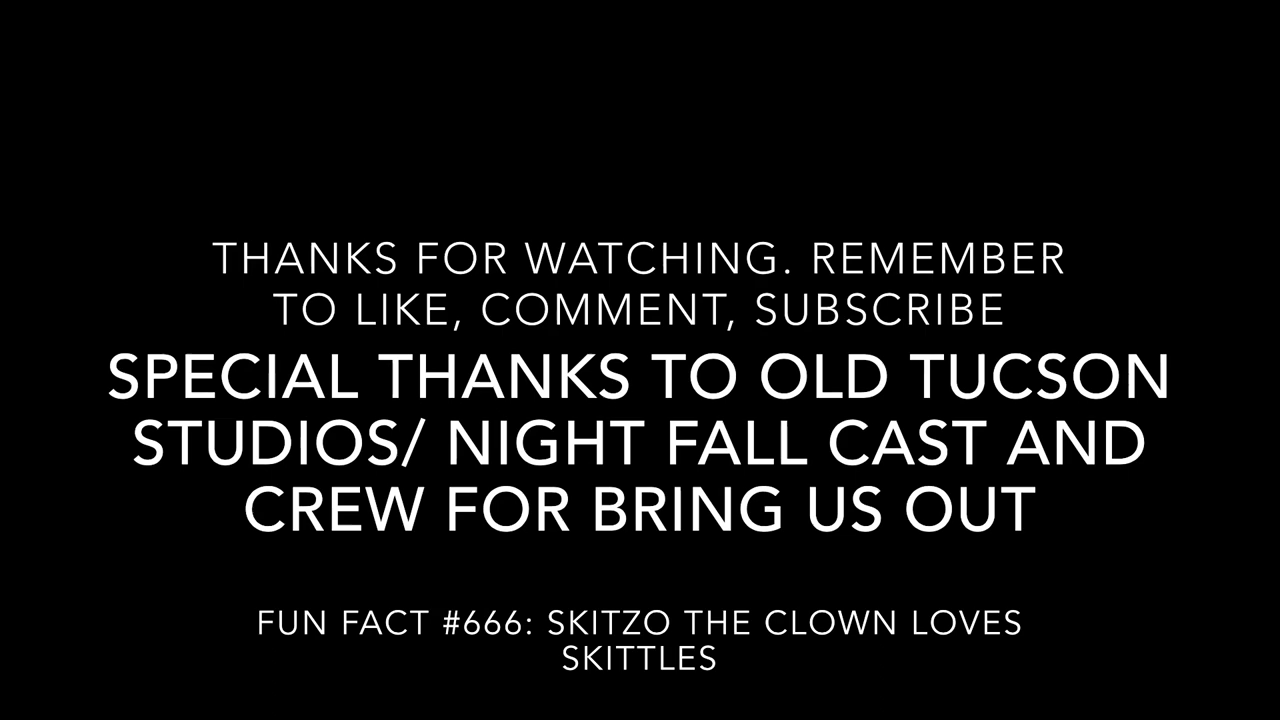 THANKS FOR WATCHING. REMEMBER
TO LIKE, COMMENT, SUBSCRIBE
SPECIAL THANKS TO OLD TUCSON
STUDIOS/ NIGHT FALL CAST AND
CREW FOR BRING US OUT
FUN FACT #666: SKITZO THE CLOWN LOVES
SKITTLES